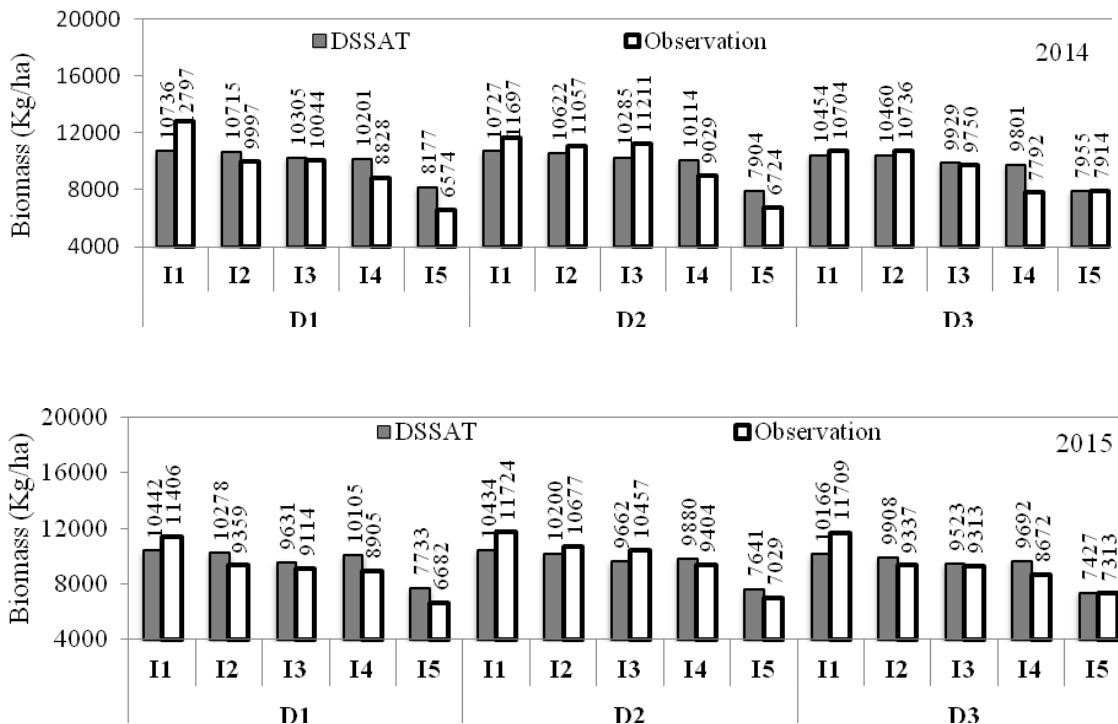 20000
16000
12000
8000
4000
Biomass (Kg/ha)
DSSAT
Observation
2014
10736 12797 10715 9997 10305 10044 10201 8828 8177 6574 10727 11697 10622 11057 10285 11211 10114 9029 7904 6724 10454 10704 10460 10736 9929 9750 9801 7792 7955 7914
I1 I2 I3 I4 I5 I1 I2 I3 I4 I5 I1 I2 I3 I4 I5
D1 D2 D3
20000
16000
12000
8000
4000
Biomass (Kg/ha)
DSSAT
Observation
2015
10442 11406 10278 9359 9631 9114 10105 8905 7733 6682 10434 11724 10200 10677 9662 10457 9880 9404 7641 7029 10166 11709 9908 9337 9523 9313 9692 8672 7427 7313
I1 I2 I3 I4 I5 I1 I2 I3 I4 I5 I1 I2 I3 I4 I5
D1 D2 D3